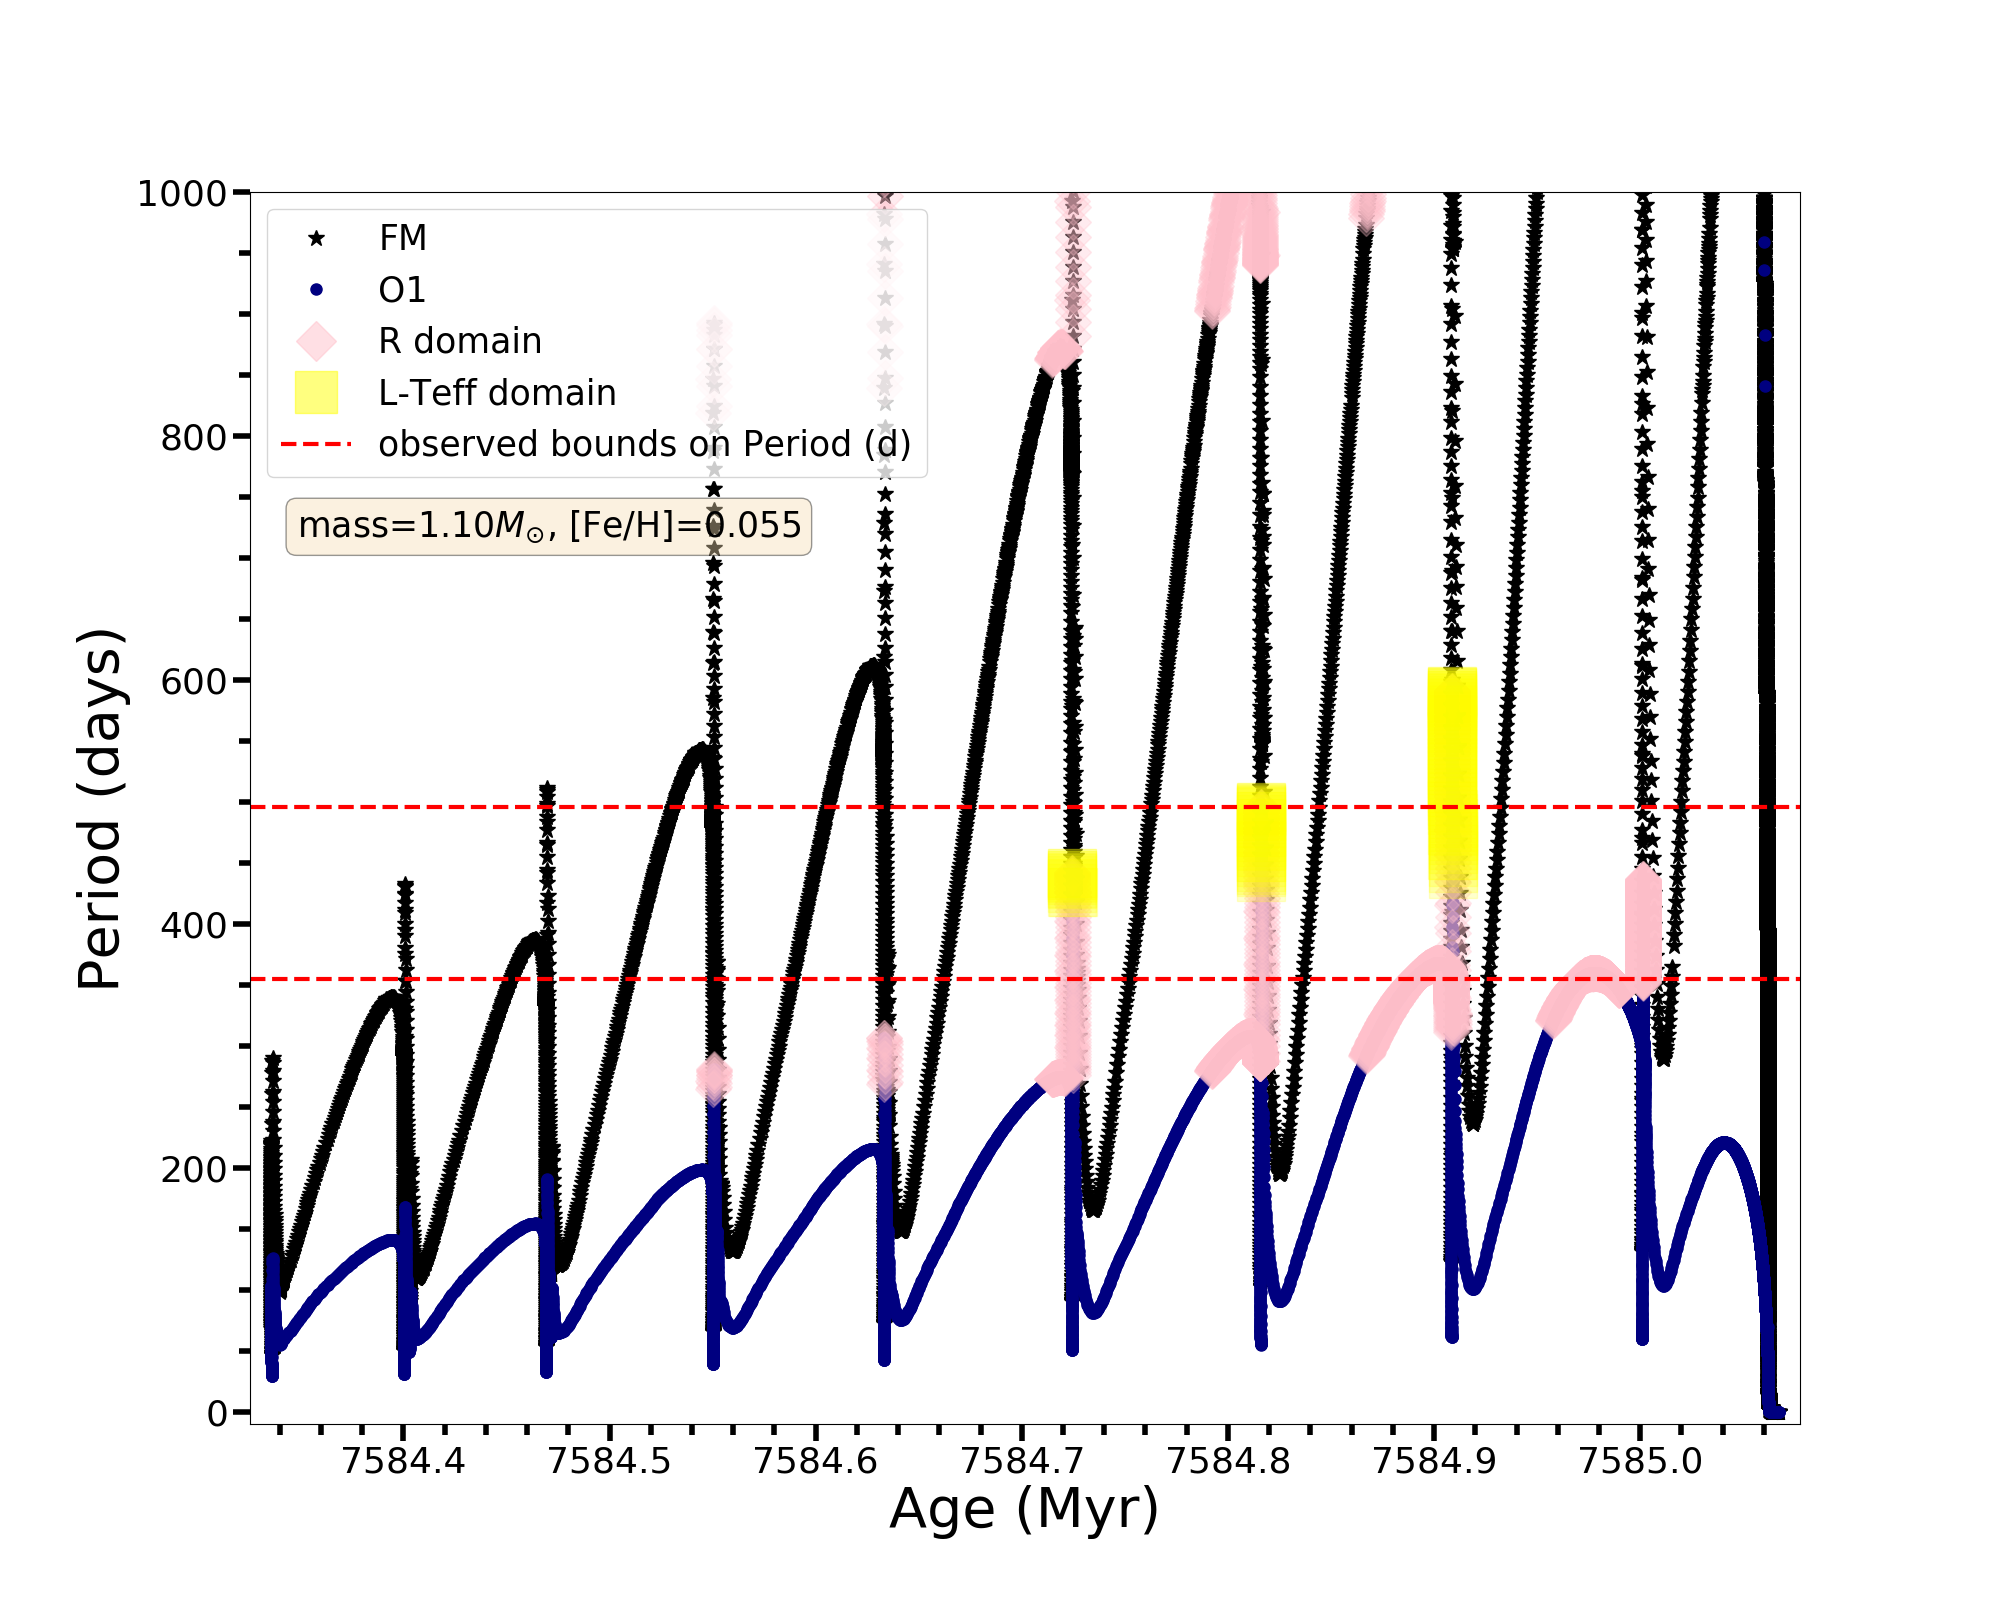 1000
800
600
400
200
0
Period (days)
FM
O1
R domain
L-Teff domain
observed bounds on Period (d)
mass=1.10M⊙, [Fe/H]=0.055
7584.4 7584.5 7584.6 7584.7 7584.8 7584.9 7585.0
Age (Myr)